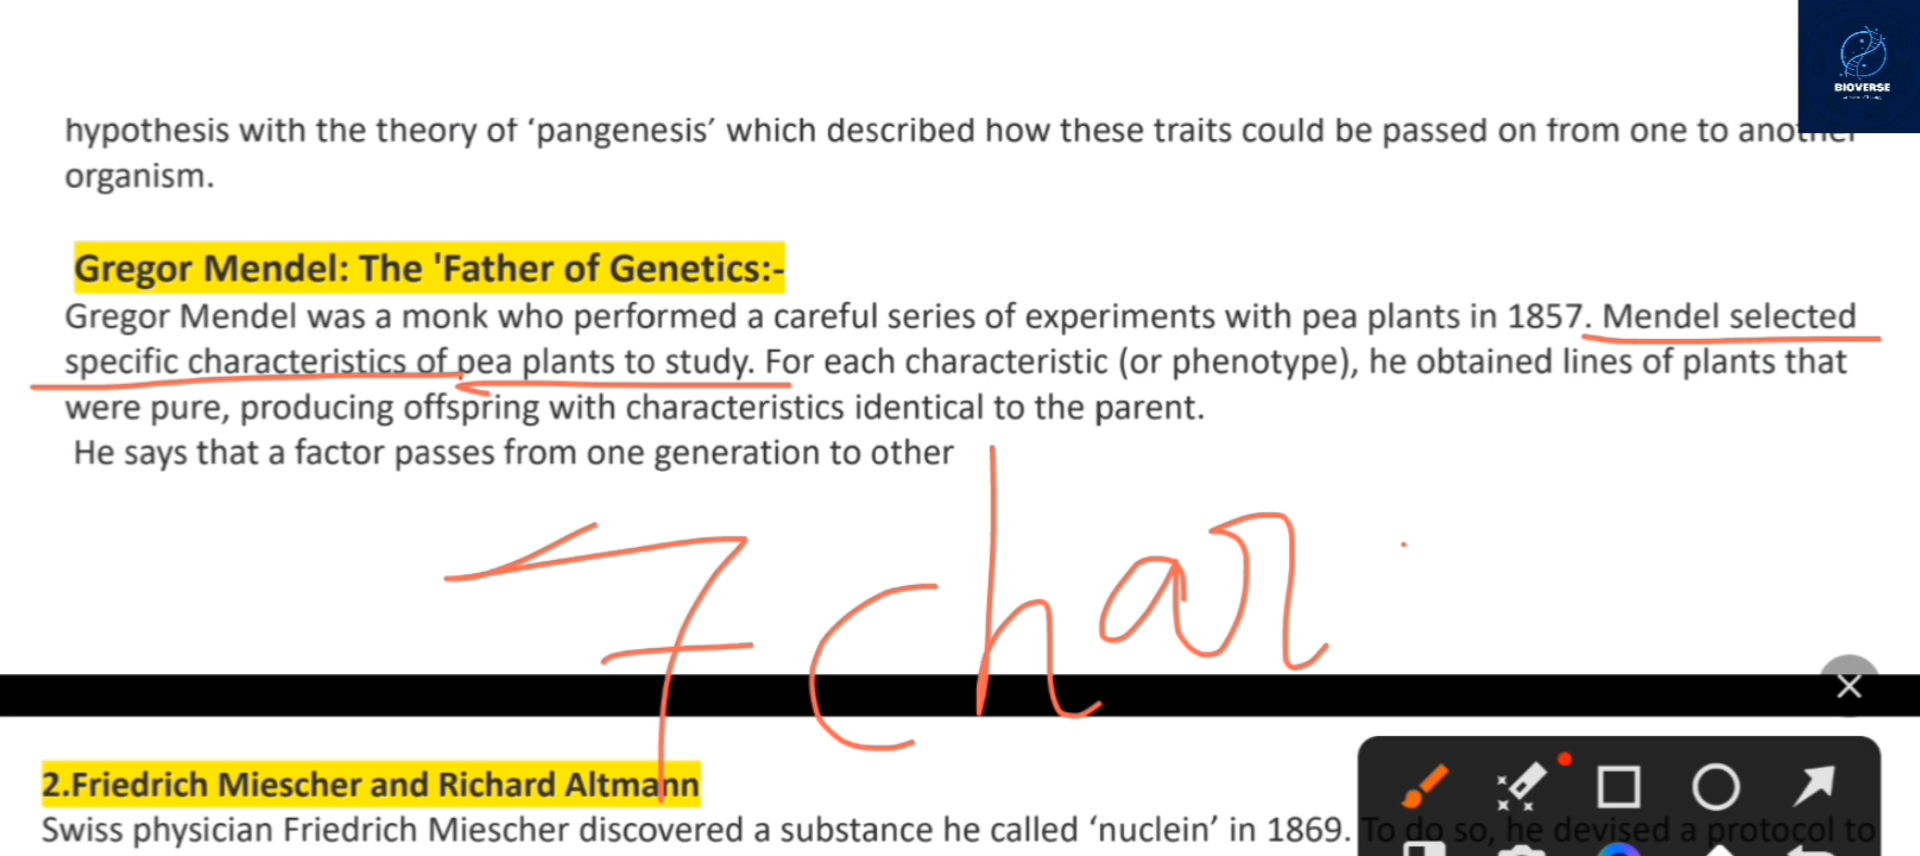 BIOVERSE
hypothesis with the theory of ‘pangenesis’ which described how these traits could be passed on from one to another
organism.
Gregor Mendel: The 'Father of Genetics:-
Gregor Mendel was a monk who performed a careful series of experiments with pea plants in 1857. Mendel selected
specific characteristics of pea plants to study. For each characteristic (or phenotype), he obtained lines of plants that
were pure, producing offspring with characteristics identical to the parent.
He says that a factor passes from one generation to other
7 char
2.Friedrich Miescher and Richard Altmann
Swiss physician Friedrich Miescher discovered a substance he called ‘nuclein’ in 1869. To do so, he devised a protocol to